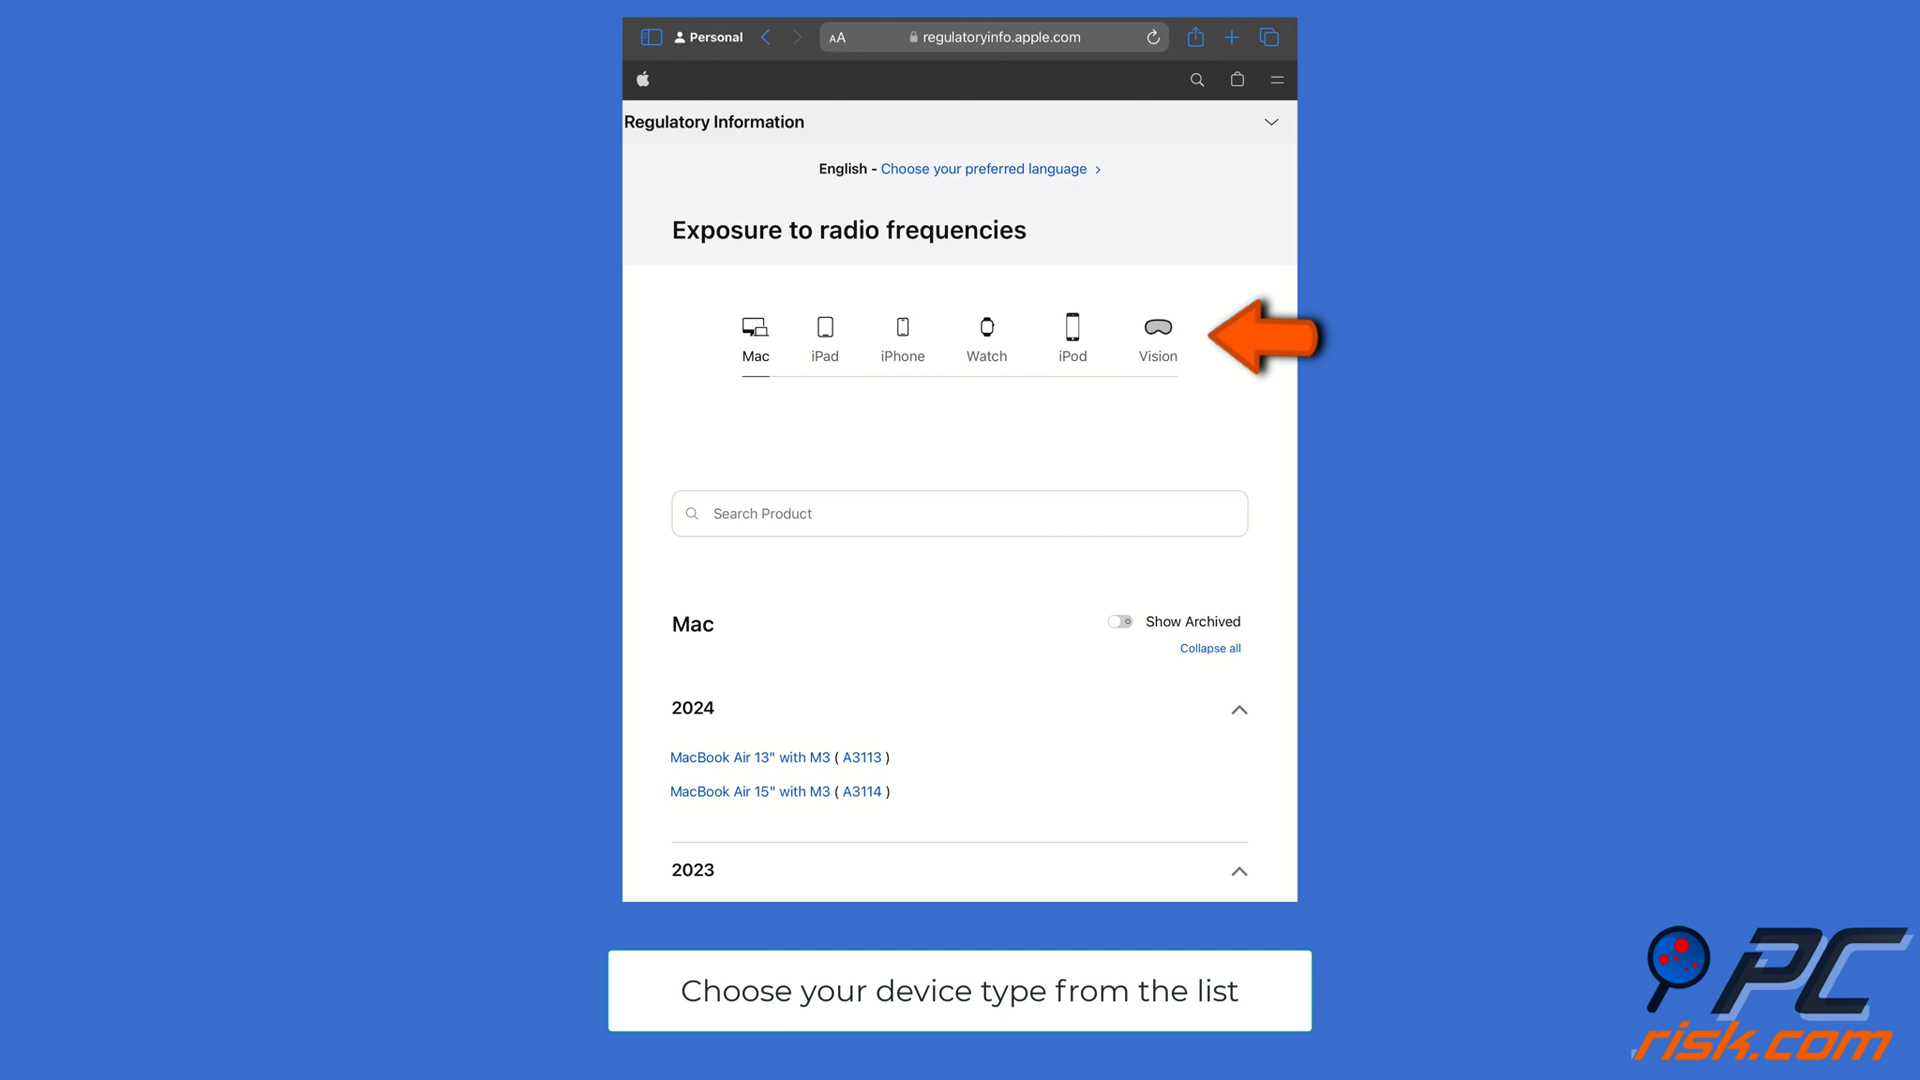 Personal
AA
regulatoryinfo.apple.com
Regulatory Information
English - Choose your preferred language
Exposure to radio frequencies
Mac
iPad
iPhone
Watch
iPod
Vision
Search Product
Mac
Show Archived
Collapse all
2024
MacBook Air 13" with M3 ( A3113 )
MacBook Air 15" with M3 ( A3114 )
2023
Choose your device type from the list
PC
risk.com